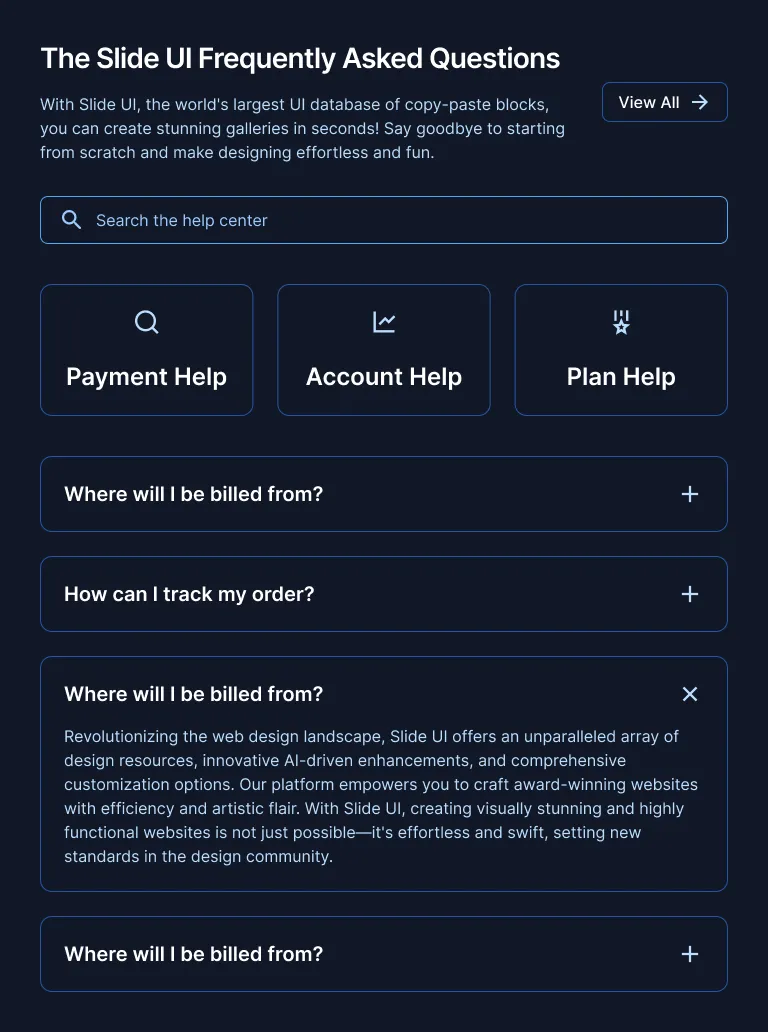 The Slide UI Frequently Asked Questions
With Slide UI, the world's largest UI database of copy-paste blocks,
you can create stunning galleries in seconds! Say goodbye to starting
from scratch and make designing effortless and fun.
View All
Search the help center
Payment Help
Account Help
Plan Help
Where will I be billed from?
How can I track my order?
Where will I be billed from?
Revolutionizing the web design landscape, Slide UI offers an unparalleled array of
design resources, innovative AI-driven enhancements, and comprehensive
customization options. Our platform empowers you to craft award-winning websites
with efficiency and artistic flair. With Slide UI, creating visually stunning and highly
functional websites is not just possible—it's effortless and swift, setting new
standards in the design community.
Where will I be billed from?